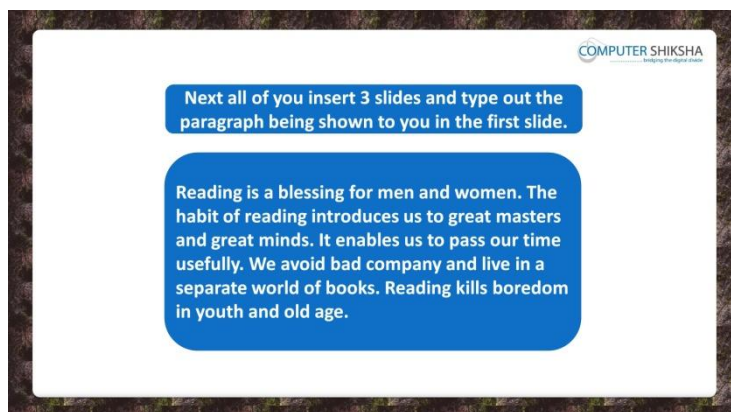 COMPUTER SHIKSHA
bridging the digital divide
Next all of you insert 3 slides and type out the
paragraph being shown to you in the first slide.
Reading is a blessing for men and women. The
habit of reading introduces us to great masters
and great minds. It enables us to pass our time
usefully. We avoid bad company and live in a
separate world of books. Reading kills boredom
in youth and old age.